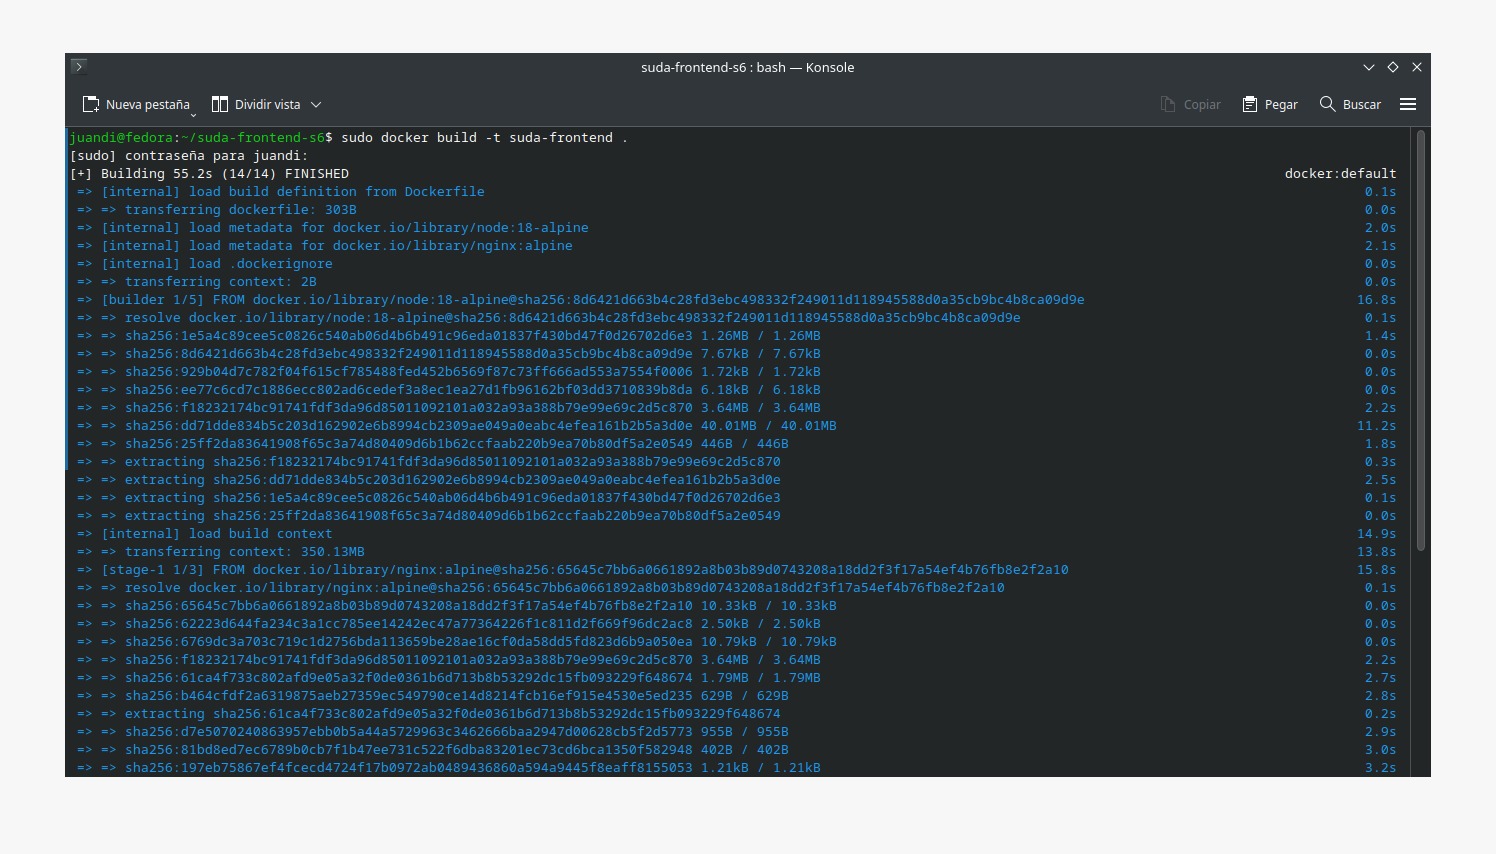 suda-frontend-s6 : bash — Konsole
Nueva pestaña Dividir vista Copiar Pegar Buscar
juandi@fedora:~/suda-frontend-s6$ sudo docker build -t suda-frontend .
[sudo] contraseña para juandi:
[+] Building 55.2s (14/14) FINISHED docker:default
=> [internal] load build definition from Dockerfile 0.1s
=> => transferring dockerfile: 303B 0.0s
=> [internal] load metadata for docker.io/library/node:18-alpine 2.0s
=> [internal] load metadata for docker.io/library/nginx:alpine 2.1s
=> [internal] load .dockerignore 0.0s
=> => transferring context: 2B 0.0s
=> [builder 1/5] FROM docker.io/library/node:18-alpine@sha256:8d6421d663b4c28fd3ebc498332f249011d118945588d0a35cb9bc4b8ca09d9e 16.8s
=> => resolve docker.io/library/node:18-alpine@sha256:8d6421d663b4c28fd3ebc498332f249011d118945588d0a35cb9bc4b8ca09d9e 0.1s
=> => sha256:1e5a4c89cee5c0826c540ab06d4b6b491c96eda01837f430bd47f0d26702d6e3 1.26MB / 1.26MB 1.4s
=> => sha256:8d6421d663b4c28fd3ebc498332f249011d118945588d0a35cb9bc4b8ca09d9e 7.67kB / 7.67kB 0.0s
=> => sha256:929b04d7c782f04f615cf785488fed452b6569f87c73ff666ad553a7554f0006 1.72kB / 1.72kB 0.0s
=> => sha256:ee77c6cd7c1886ecc802ad6cedef3a8ec1ea27d1fb96162bf03dd3710839b8da 6.18kB / 6.18kB 0.0s
=> => sha256:f18232174bc91741fdf3da96d85011092101a032a93a388b79e99e69c2d5c870 3.64MB / 3.64MB 2.2s
=> => sha256:dd71dde834b5c203d162902e6b8994cb2309ae049a0eabc4efea161b2b5a3d0e 40.01MB / 40.01MB 11.2s
=> => sha256:25ff2da83641908f65c3a74d80409d6b1b62ccfaab220b9ea70b80df5a2e0549 446B / 446B 1.8s
=> => extracting sha256:f18232174bc91741fdf3da96d85011092101a032a93a388b79e99e69c2d5c870 0.3s
=> => extracting sha256:dd71dde834b5c203d162902e6b8994cb2309ae049a0eabc4efea161b2b5a3d0e 2.5s
=> => extracting sha256:1e5a4c89cee5c0826c540ab06d4b6b491c96eda01837f430bd47f0d26702d6e3 0.1s
=> => extracting sha256:25ff2da83641908f65c3a74d80409d6b1b62ccfaab220b9ea70b80df5a2e0549 0.0s
=> [internal] load build context 14.9s
=> => transferring context: 350.13MB 13.8s
=> [stage-1 1/3] FROM docker.io/library/nginx:alpine@sha256:65645c7bb6a0661892a8b03b89d0743208a18dd2f3f17a54ef4b76fb8e2f2a10 15.8s
=> => resolve docker.io/library/nginx:alpine@sha256:65645c7bb6a0661892a8b03b89d0743208a18dd2f3f17a54ef4b76fb8e2f2a10 0.1s
=> => sha256:65645c7bb6a0661892a8b03b89d0743208a18dd2f3f17a54ef4b76fb8e2f2a10 10.33kB / 10.33kB 0.0s
=> => sha256:62223d644fa234c3a1cc785ee14242ec47a77364226f1c811d2f669f96dc2ac8 2.50kB / 2.50kB 0.0s
=> => sha256:6769dc3a703c719c1d2756bda113659be28ae16cf0da58dd5fd823d6b9a050ea 10.79kB / 10.79kB 0.0s
=> => sha256:f18232174bc91741fdf3da96d85011092101a032a93a388b79e99e69c2d5c870 3.64MB / 3.64MB 2.2s
=> => sha256:61ca4f733c802afd9e05a32f0de0361b6d713b8b53292dc15fb093229f648674 1.79MB / 1.79MB 2.7s
=> => sha256:b464cfdf2a6319875aeb27359ec549790ce14d8214fcb16ef915e4530e5ed235 629B / 629B 2.8s
=> => extracting sha256:61ca4f733c802afd9e05a32f0de0361b6d713b8b53292dc15fb093229f648674 0.2s
=> => sha256:d7e5070240863957ebb0b5a44a5729963c3462666baa2947d00628cb5f2d5773 955B / 955B 2.9s
=> => sha256:81bd8ed7ec6789b0cb7f1b47ee731c522f6dba83201ec73cd6bca1350f582948 402B / 402B 3.0s
=> => sha256:197eb75867ef4fcecd4724f17b0972ab0489436860a594a9445f8eaff8155053 1.21kB / 1.21kB 3.2s